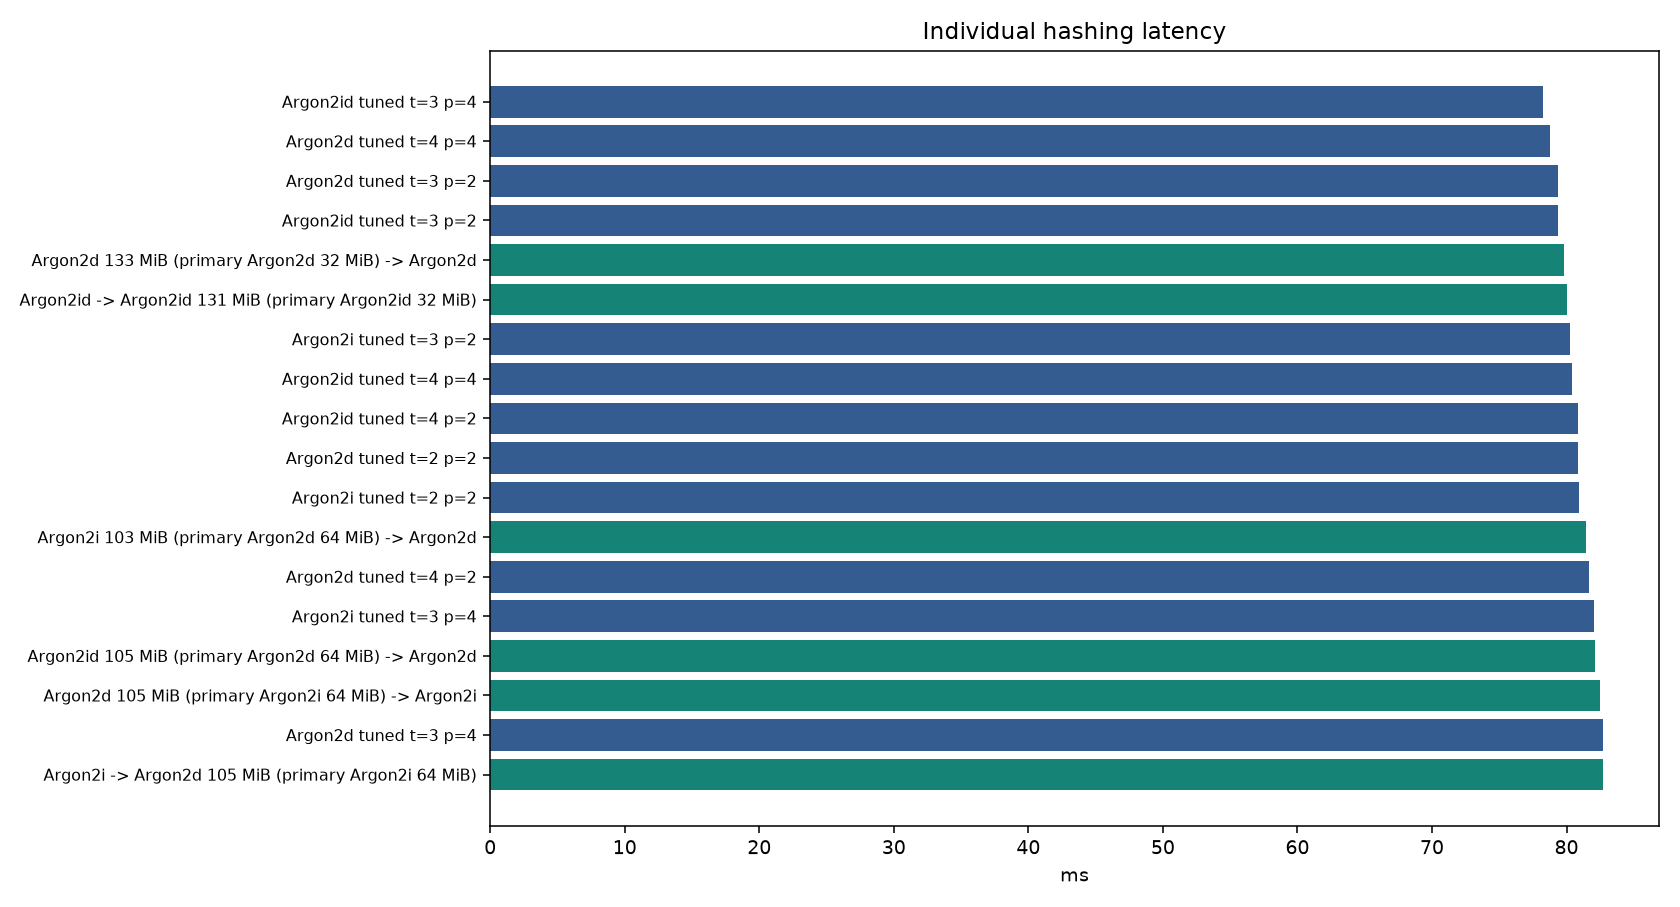 Individual hashing latency
Argon2id tuned t=3 p=4
Argon2d tuned t=4 p=4
Argon2d tuned t=3 p=2
Argon2id tuned t=3 p=2
Argon2d 133 MiB (primary Argon2d 32 MiB) -> Argon2d
Argon2id -> Argon2id 131 MiB (primary Argon2id 32 MiB)
Argon2i tuned t=3 p=2
Argon2id tuned t=4 p=4
Argon2id tuned t=4 p=2
Argon2d tuned t=2 p=2
Argon2i tuned t=2 p=2
Argon2i 103 MiB (primary Argon2d 64 MiB) -> Argon2d
Argon2d tuned t=4 p=2
Argon2i tuned t=3 p=4
Argon2id 105 MiB (primary Argon2d 64 MiB) -> Argon2d
Argon2d 105 MiB (primary Argon2i 64 MiB) -> Argon2i
Argon2d tuned t=3 p=4
Argon2i -> Argon2d 105 MiB (primary Argon2i 64 MiB)
0 10 20 30 40 50 60 70 80
ms